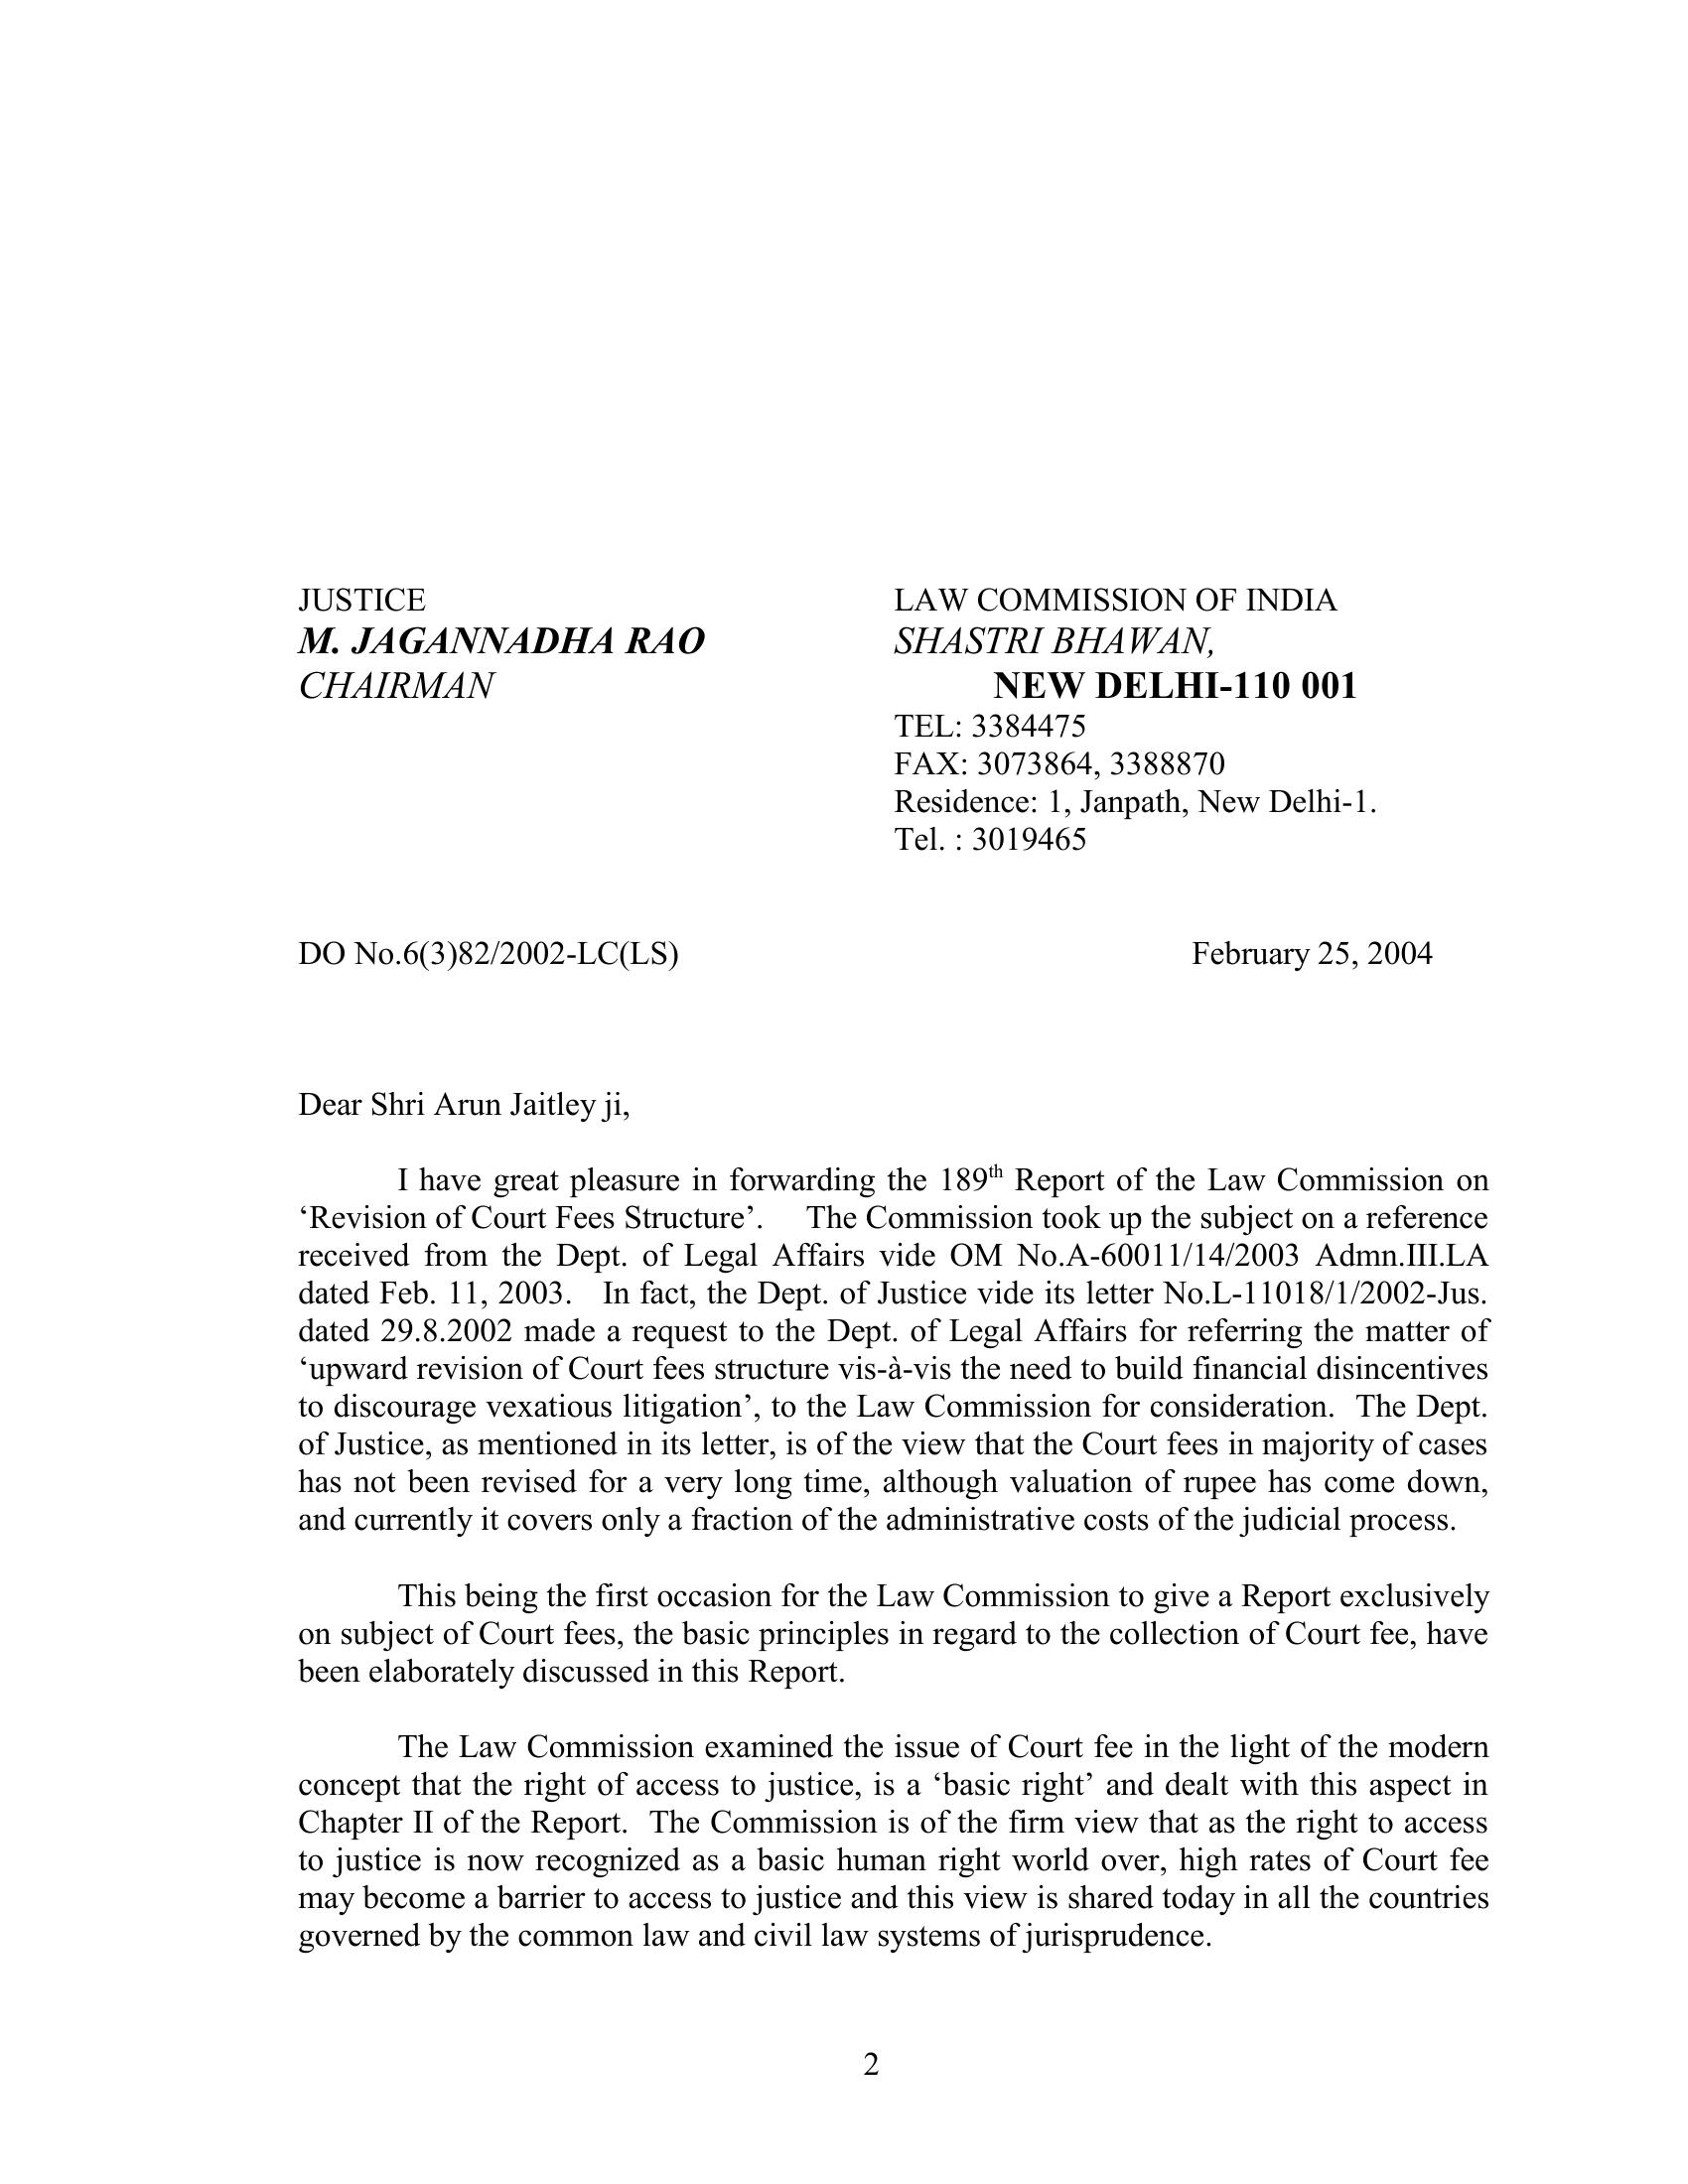 JUSTICE
M. JAGANNADHA RAO
CHAIRMAN
LAW COMMISSION OF INDIA
SHASTRI BHAWAN,
NEW DELHI-110 001
TEL: 3384475
FAX: 3073864, 3388870
Residence: 1, Janpath, New Delhi-1.
Tel. : 3019465
DO No.6(3)82/2002-LC(LS) February 25, 2004
Dear Shri Arun Jaitley ji,
I have great pleasure in forwarding the 189th Report of the Law Commission on
‘Revision of Court Fees Structure’. The Commission took up the subject on a reference
received from the Dept. of Legal Affairs vide OM No.A-60011/14/2003 Admn.III.LA
dated Feb. 11, 2003. In fact, the Dept. of Justice vide its letter No.L-11018/1/2002-Jus.
dated 29.8.2002 made a request to the Dept. of Legal Affairs for referring the matter of
‘upward revision of Court fees structure vis-à-vis the need to build financial disincentives
to discourage vexatious litigation’, to the Law Commission for consideration. The Dept.
of Justice, as mentioned in its letter, is of the view that the Court fees in majority of cases
has not been revised for a very long time, although valuation of rupee has come down,
and currently it covers only a fraction of the administrative costs of the judicial process.
This being the first occasion for the Law Commission to give a Report exclusively
on subject of Court fees, the basic principles in regard to the collection of Court fee, have
been elaborately discussed in this Report.
The Law Commission examined the issue of Court fee in the light of the modern
concept that the right of access to justice, is a ‘basic right’ and dealt with this aspect in
Chapter II of the Report. The Commission is of the firm view that as the right to access
to justice is now recognized as a basic human right world over, high rates of Court fee
may become a barrier to access to justice and this view is shared today in all the countries
governed by the common law and civil law systems of jurisprudence.
2